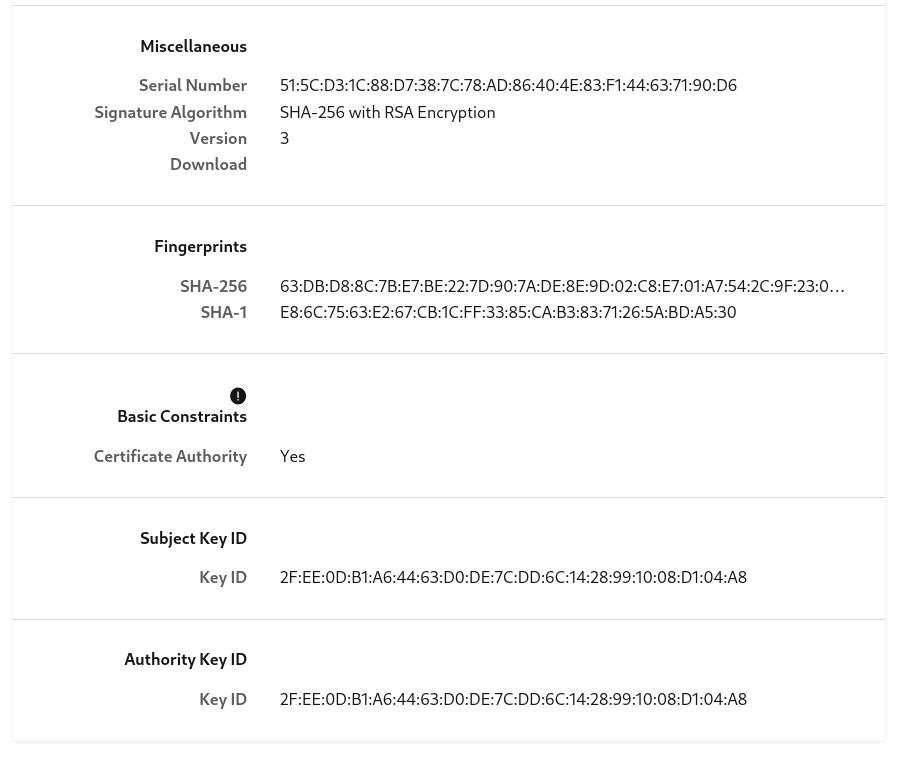 Miscellaneous
Serial Number 51:5C:D3:1C:88:D7:38:7C:78:AD:86:40:4E:83:F1:44:63:71:90:D6
Signature Algorithm SHA-256 with RSA Encryption
Version 3
Download
Fingerprints
SHA-256 63:DB:D8:8C:7B:E7:BE:22:7D:90:7A:DE:8E:9D:02:C8:E7:01:A7:54:2C:9F:23:0…
SHA-1 E8:6C:75:63:E2:67:CB:1C:FF:33:85:CA:B3:83:71:26:5A:BD:A5:30
Basic Constraints
Certificate Authority Yes
Subject Key ID
Key ID 2F:EE:0D:B1:A6:44:63:D0:DE:7C:DD:6C:14:28:99:10:08:D1:04:A8
Authority Key ID
Key ID 2F:EE:0D:B1:A6:44:63:D0:DE:7C:DD:6C:14:28:99:10:08:D1:04:A8